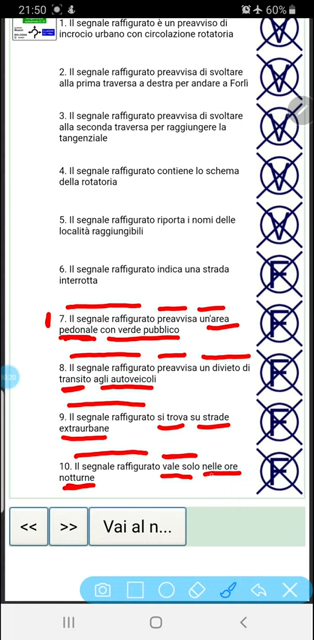 21:50
60%
1. Il segnale raffigurato è un preavviso di
incrocio urbano con circolazione rotatoria
V
2. Il segnale raffigurato preavvisa di svoltare
alla prima traversa a destra per andare a Forlì
V
3. Il segnale raffigurato preavvisa di svoltare
alla seconda traversa per raggiungere la
tangenziale
V
4. Il segnale raffigurato contiene lo schema
della rotatoria
V
5. Il segnale raffigurato riporta i nomi delle
località raggiungibili
V
6. Il segnale raffigurato indica una strada
interrotta
F
7. Il segnale raffigurato preavvisa un'area
pedonale con verde pubblico
F
8. Il segnale raffigurato preavvisa un divieto di
transito agli autoveicoli
F
9. Il segnale raffigurato si trova su strade
extraurbane
F
10. Il segnale raffigurato vale solo nelle ore
notturne
F
<< >> Vai al n...